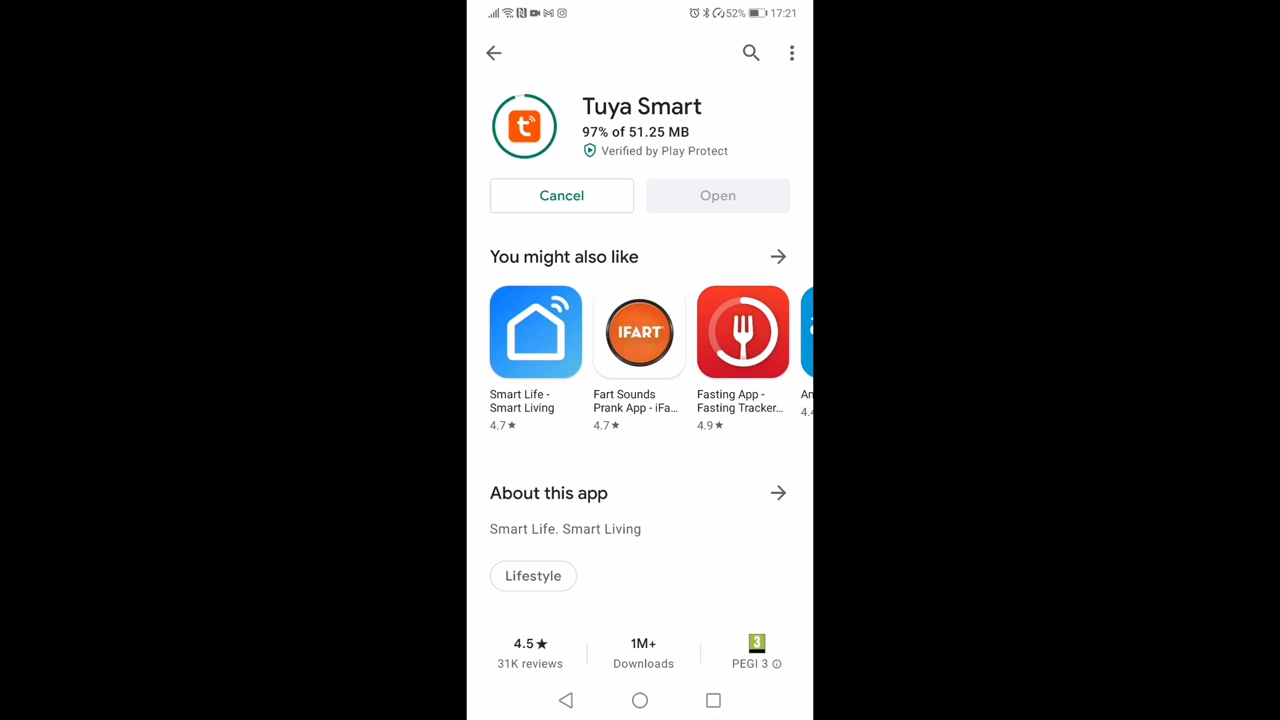 52% 17:21
Tuya Smart
97% of 51.25 MB
Verified by Play Protect
Cancel Open
You might also like
IFART
Smart Life -
Smart Living
4.7★
Fart Sounds
Prank App - iFa...
4.7★
Fasting App -
Fasting Tracker...
4.9★
An
4.4
About this app
Smart Life. Smart Living
Lifestyle
4.5★
31K reviews
1M+
Downloads
3
PEGI 3